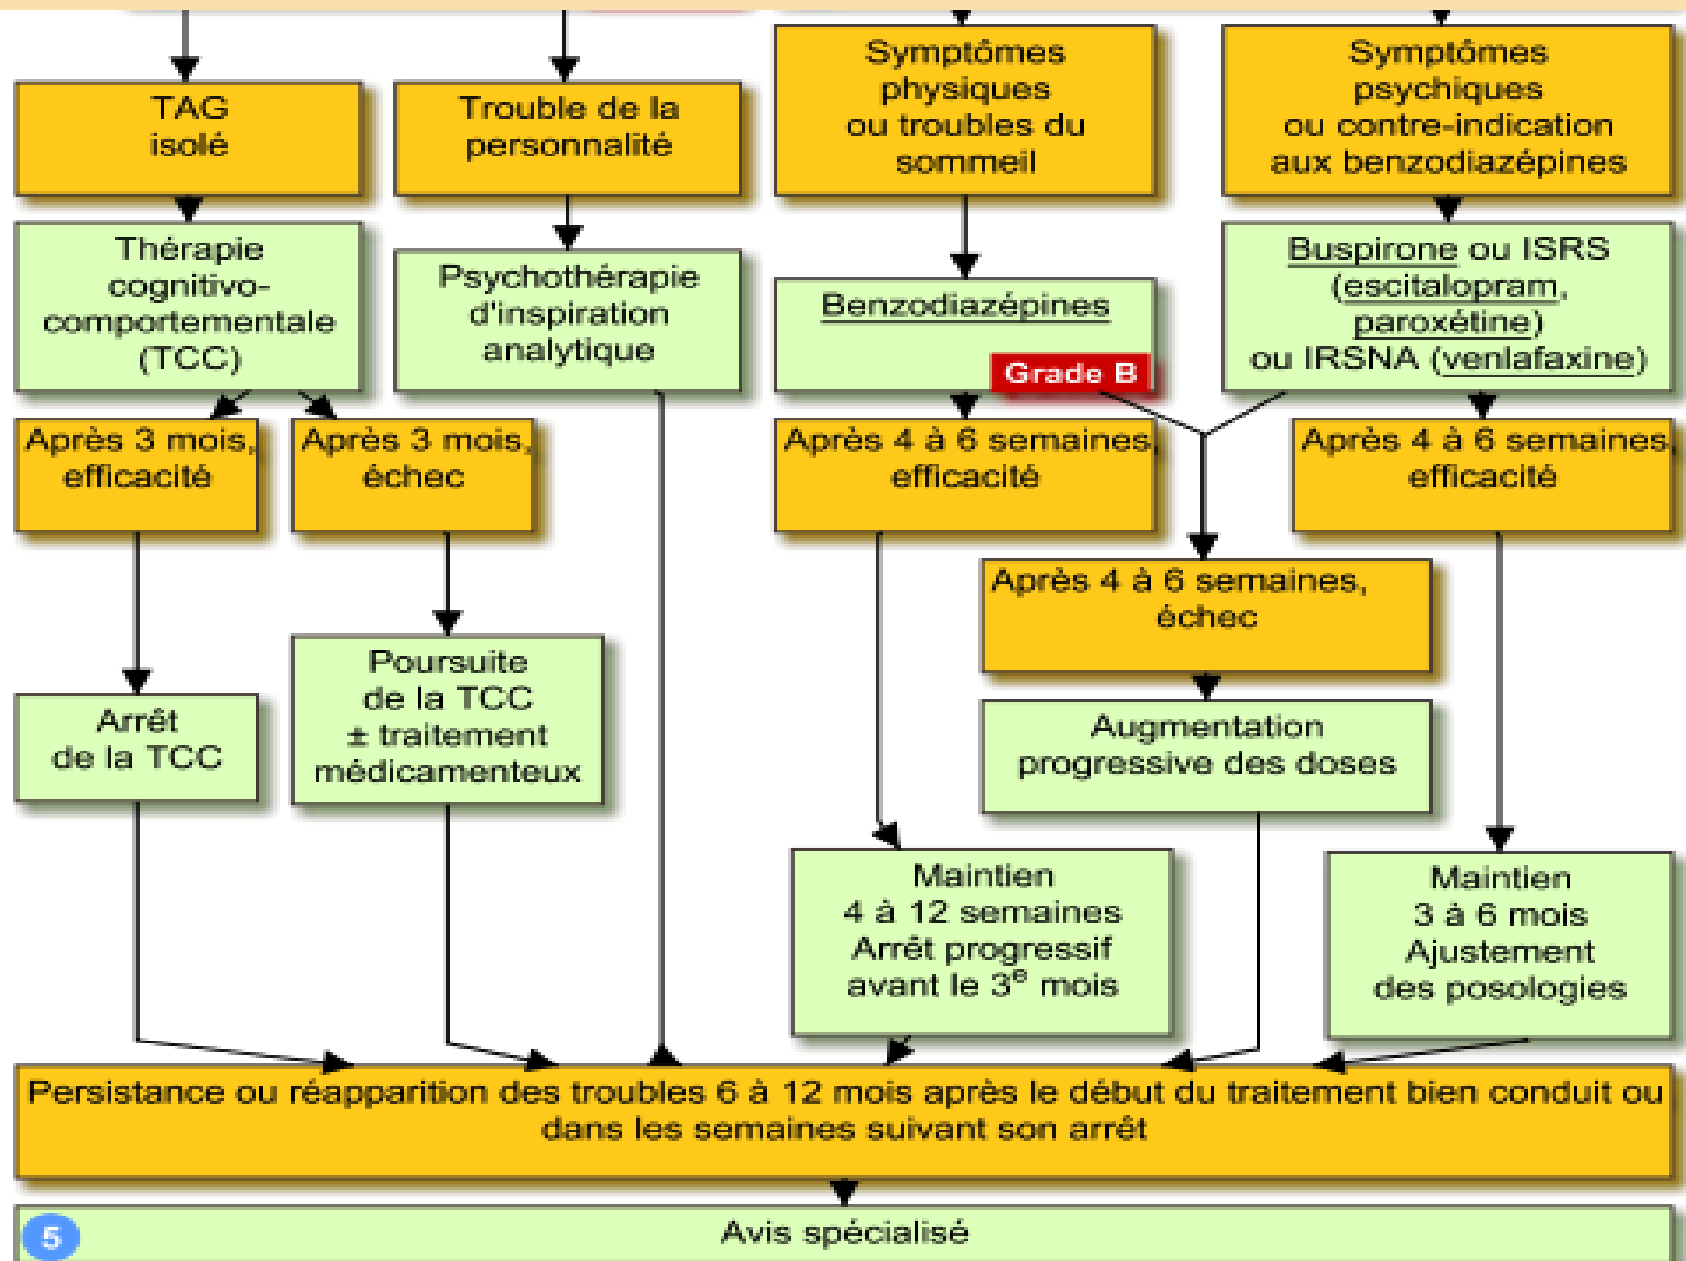 TAG
isolé
Trouble de la
personnalité
Symptômes
physiques
ou troubles du
sommeil
Symptômes
psychiques
ou contre-indication
aux benzodiazépines
Thérapie
cognitivo-
comportementale
(TCC)
Psychothérapie
d'inspiration
analytique
Benzodiazépines
Grade B
Buspirone ou ISRS
(escitalopram,
paroxétine)
ou IRSNA (venlafaxine)
Après 3 mois,
efficacité
Après 3 mois,
échec
Après 4 à 6 semaines,
efficacité
Après 4 à 6 semaines,
efficacité
Après 4 à 6 semaines,
échec
Arrêt
de la TCC
Poursuite
de la TCC
± traitement
médicamenteux
Augmentation
progressive des doses
Maintien
4 à 12 semaines
Arrêt progressif
avant le 3e mois
Maintien
3 à 6 mois
Ajustement
des posologies
Persistance ou réapparition des troubles 6 à 12 mois après le début du traitement bien conduit ou
dans les semaines suivant son arrêt
5
Avis spécialisé